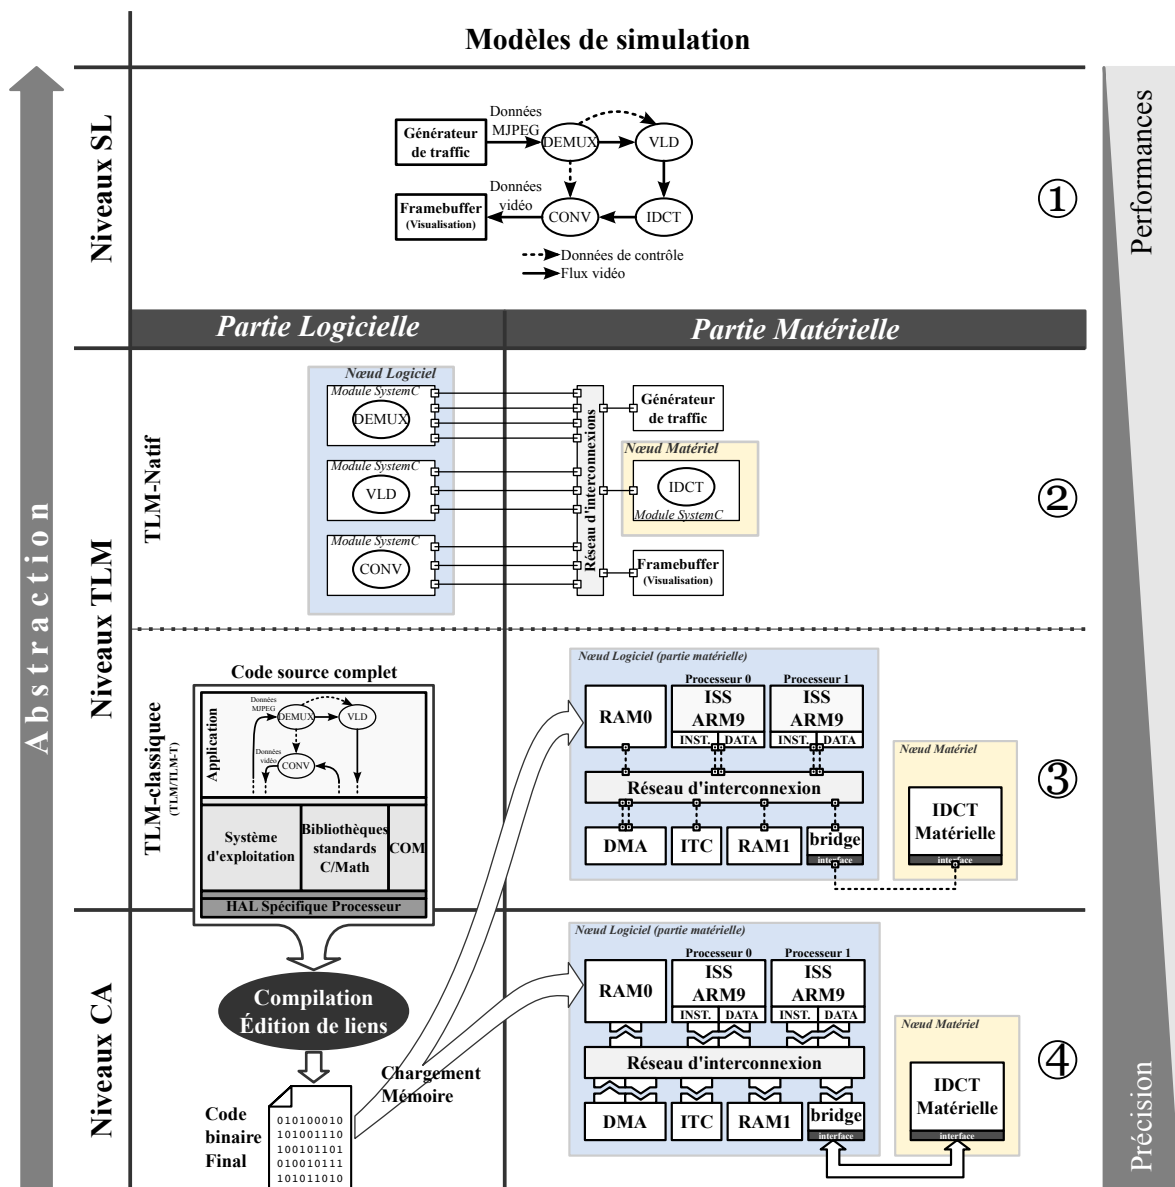 Modèles de simulation
Abstraction
Performances
Précision
Niveaux SL
Générateur
de traffic
Données
MJPEG
DEMUX
VLD
Framebuffer
(Visualisation)
Données
vidéo
CONV
IDCT
Données de contrôle
Flux vidéo
①
Partie Logicielle
Partie Matérielle
Niveaux TLM
TLM-Natif
Nœud Logiciel
Module SystemC
DEMUX
Module SystemC
VLD
Module SystemC
CONV
Réseau d'interconnexions
Générateur
de traffic
Nœud Matériel
IDCT
Module SystemC
Framebuffer
(Visualisation)
②
TLM-classique
(TLM/TLM-T)
Code source complet
Application
Données
MJPEG
DEMUX
VLD
Données
vidéo
CONV
Système
d'exploitation
Bibliothèques
standards
C/Math
COM
HAL Spécifique Processeur
Nœud Logiciel (partie matérielle)
Processeur 0
Processeur 1
RAM0
ISS
ARM9
INST.
DATA
ISS
ARM9
INST.
DATA
Réseau d'interconnexion
DMA
ITC
RAM1
bridge
interface
Nœud Matériel
IDCT
Matérielle
interface
③
Niveaux CA
Compilation
Édition de liens
Chargement
Mémoire
Code
binaire
Final
010100010
101001110
100101101
010010111
101011010
Nœud Logiciel (partie matérielle)
Processeur 0
Processeur 1
RAM0
ISS
ARM9
INST.
DATA
ISS
ARM9
INST.
DATA
Réseau d'interconnexion
DMA
ITC
RAM1
bridge
interface
Nœud Matériel
IDCT
Matérielle
interface
④